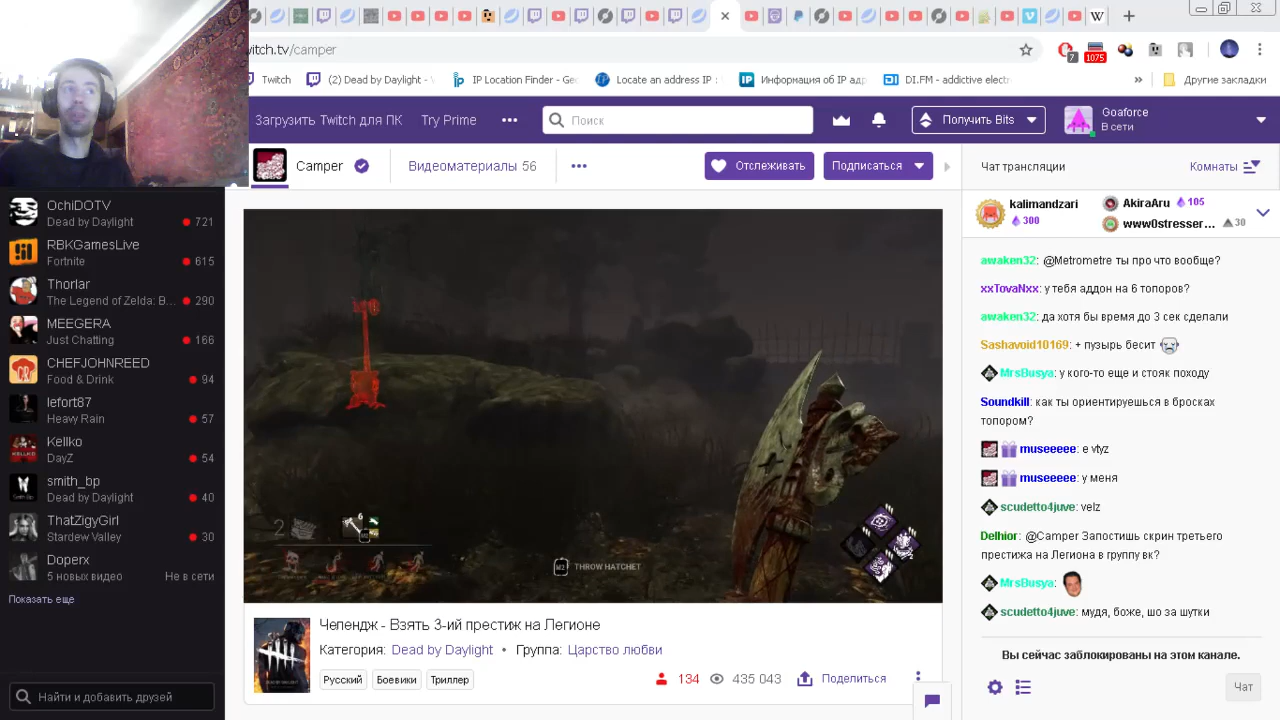 7
1075
itch.tv/camper
Twitch
(2) Dead by Daylight -
IP Location Finder - Geo
Locate an address IP :
Информация об IP адр
DI.FM - addictive electr
»
Другие закладки
Загрузить Twitch для ПК
Try Prime
Поиск
Получить Bits
Goaforce
В сети
Camper
Видеоматериалы 56
Отслеживать
Подписаться
Чат трансляции
Комнаты
OchiDOTV
Dead by Daylight
721
RBKGamesLive
Fortnite
615
Thorlar
The Legend of Zelda: B...
290
MEEGERA
Just Chatting
166
CHEFJOHNREED
Food & Drink
94
lefort87
Heavy Rain
57
Kellko
DayZ
54
smith_bp
Dead by Daylight
40
ThatZigyGirl
Stardew Valley
30
Doperx
5 новых видео
Не в сети
Показать еще
Найти и добавить друзей
2
6
M2
M2 THROW HATCHET
Челендж - Взять 3-ий престиж на Легионе
Категория: Dead by Daylight • Группа: Царство любви
Русский
Боевики
Триллер
134
435 043
Поделиться
kalimandzari
300
AkiraAru 105
www0stresser... 30
awaken32: @Metrometre ты про что вообще?
xxTovaNxx: у тебя аддон на 6 топоров?
awaken32: да хотя бы время до 3 сек сделали
Sashavoid10169: + пузырь бесит
MrsBusya: у кого-то еще и стояк походу
Soundkill: как ты ориентируешься в бросках
топором?
museeeee: e vtyz
museeeee: у меня
scudetto4juve: velz
Delhior: @Camper Запостишь скрин третьего
престижа на Легиона в группу вк?
MrsBusya:
scudetto4juve: мудя, боже, шо за шутки
Вы сейчас заблокированы на этом канале.
Чат